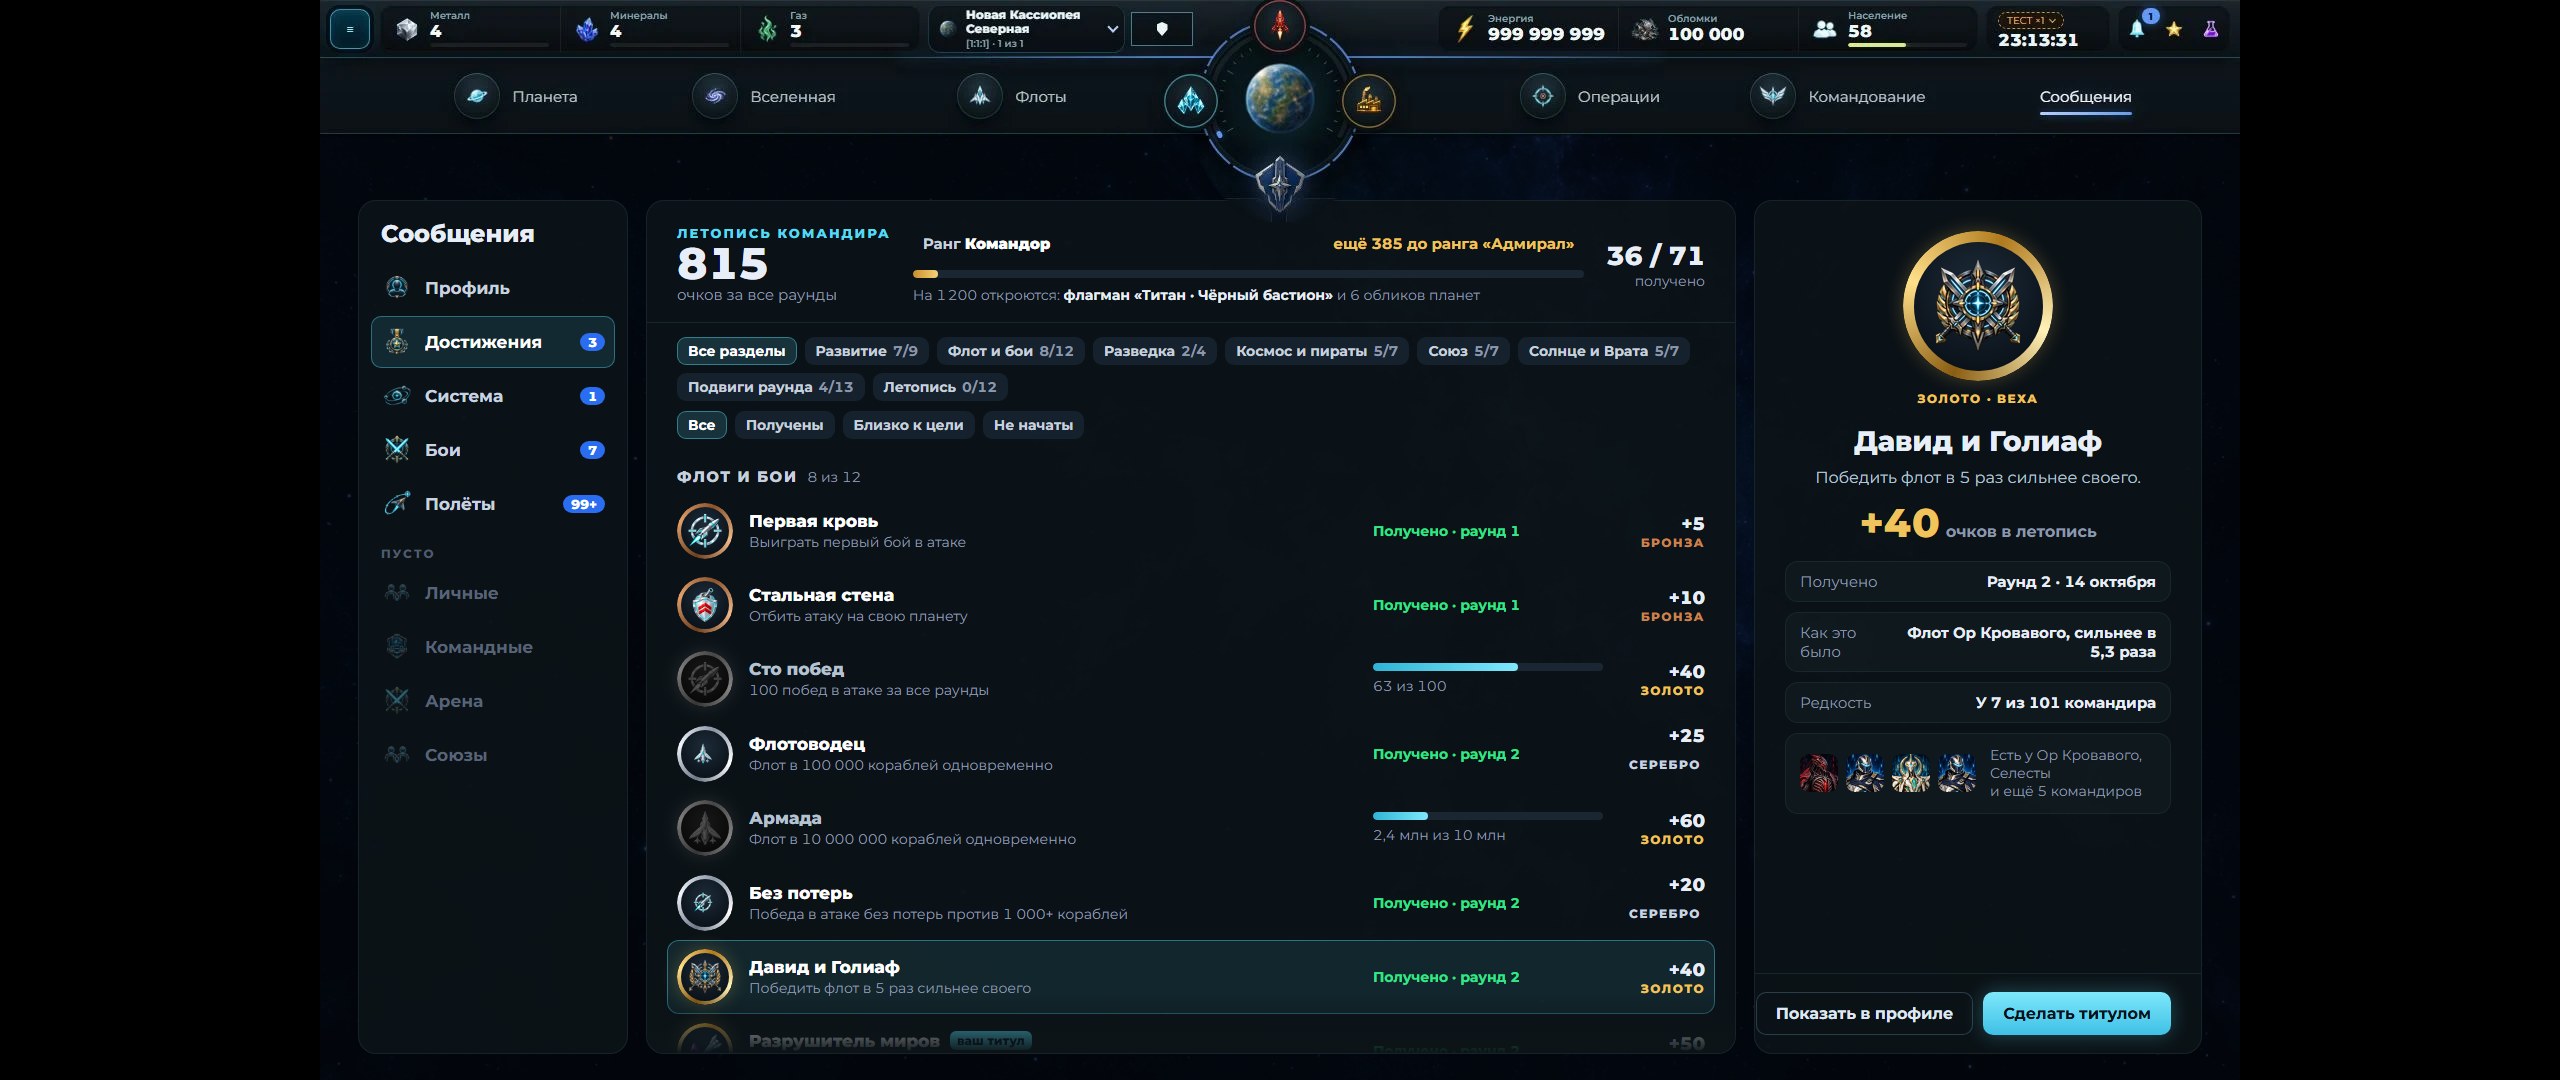 Металл
4
Минералы
4
Газ
3
Новая Кассиопея Северная
[1:1:1] · 1 из 1
Энергия
999 999 999
Обломки
100 000
Население
58
ТЕСТ ×1
23:13:31
1
Планета
Вселенная
Флоты
Операции
Командование
Сообщения
Сообщения
Профиль
Достижения 3
Система 1
Бои 7
Полёты 99+
ПУСТО
Личные
Командные
Арена
Союзы
ЛЕТОПИСЬ КОМАНДИРА
815
очков за все раунды
Ранг Командор
ещё 385 до ранга «Адмирал»
На 1 200 откроются: флагман «Титан · Чёрный бастион» и 6 обликов планет
36 / 71
получено
Все разделы Развитие 7/9 Флот и бои 8/12 Разведка 2/4 Космос и пираты 5/7 Союз 5/7 Солнце и Врата 5/7
Подвиги раунда 4/13 Летопись 0/12
Все Получены Близко к цели Не начаты
ФЛОТ И БОИ 8 из 12
Первая кровь
Выиграть первый бой в атаке
Получено · раунд 1
+5
БРОНЗА
Стальная стена
Отбить атаку на свою планету
Получено · раунд 1
+10
БРОНЗА
Сто побед
100 побед в атаке за все раунды
63 из 100
+40
ЗОЛОТО
Флотоводец
Флот в 100 000 кораблей одновременно
Получено · раунд 2
+25
СЕРЕБРО
Армада
Флот в 10 000 000 кораблей одновременно
2,4 млн из 10 млн
+60
ЗОЛОТО
Без потерь
Победа в атаке без потерь против 1 000+ кораблей
Получено · раунд 2
+20
СЕРЕБРО
Давид и Голиаф
Победить флот в 5 раз сильнее своего
Получено · раунд 2
+40
ЗОЛОТО
Разрушитель миров ваш титул
Получено · раунд 2
+50
ЗОЛОТО · ВЕХА
Давид и Голиаф
Победить флот в 5 раз сильнее своего.
+40 очков в летопись
Получено
Раунд 2 · 14 октября
Как это было
Флот Ор Кровавого, сильнее в 5,3 раза
Редкость
У 7 из 101 командира
Есть у Ор Кровавого,
Селесты
и ещё 5 командиров
Показать в профиле
Сделать титулом